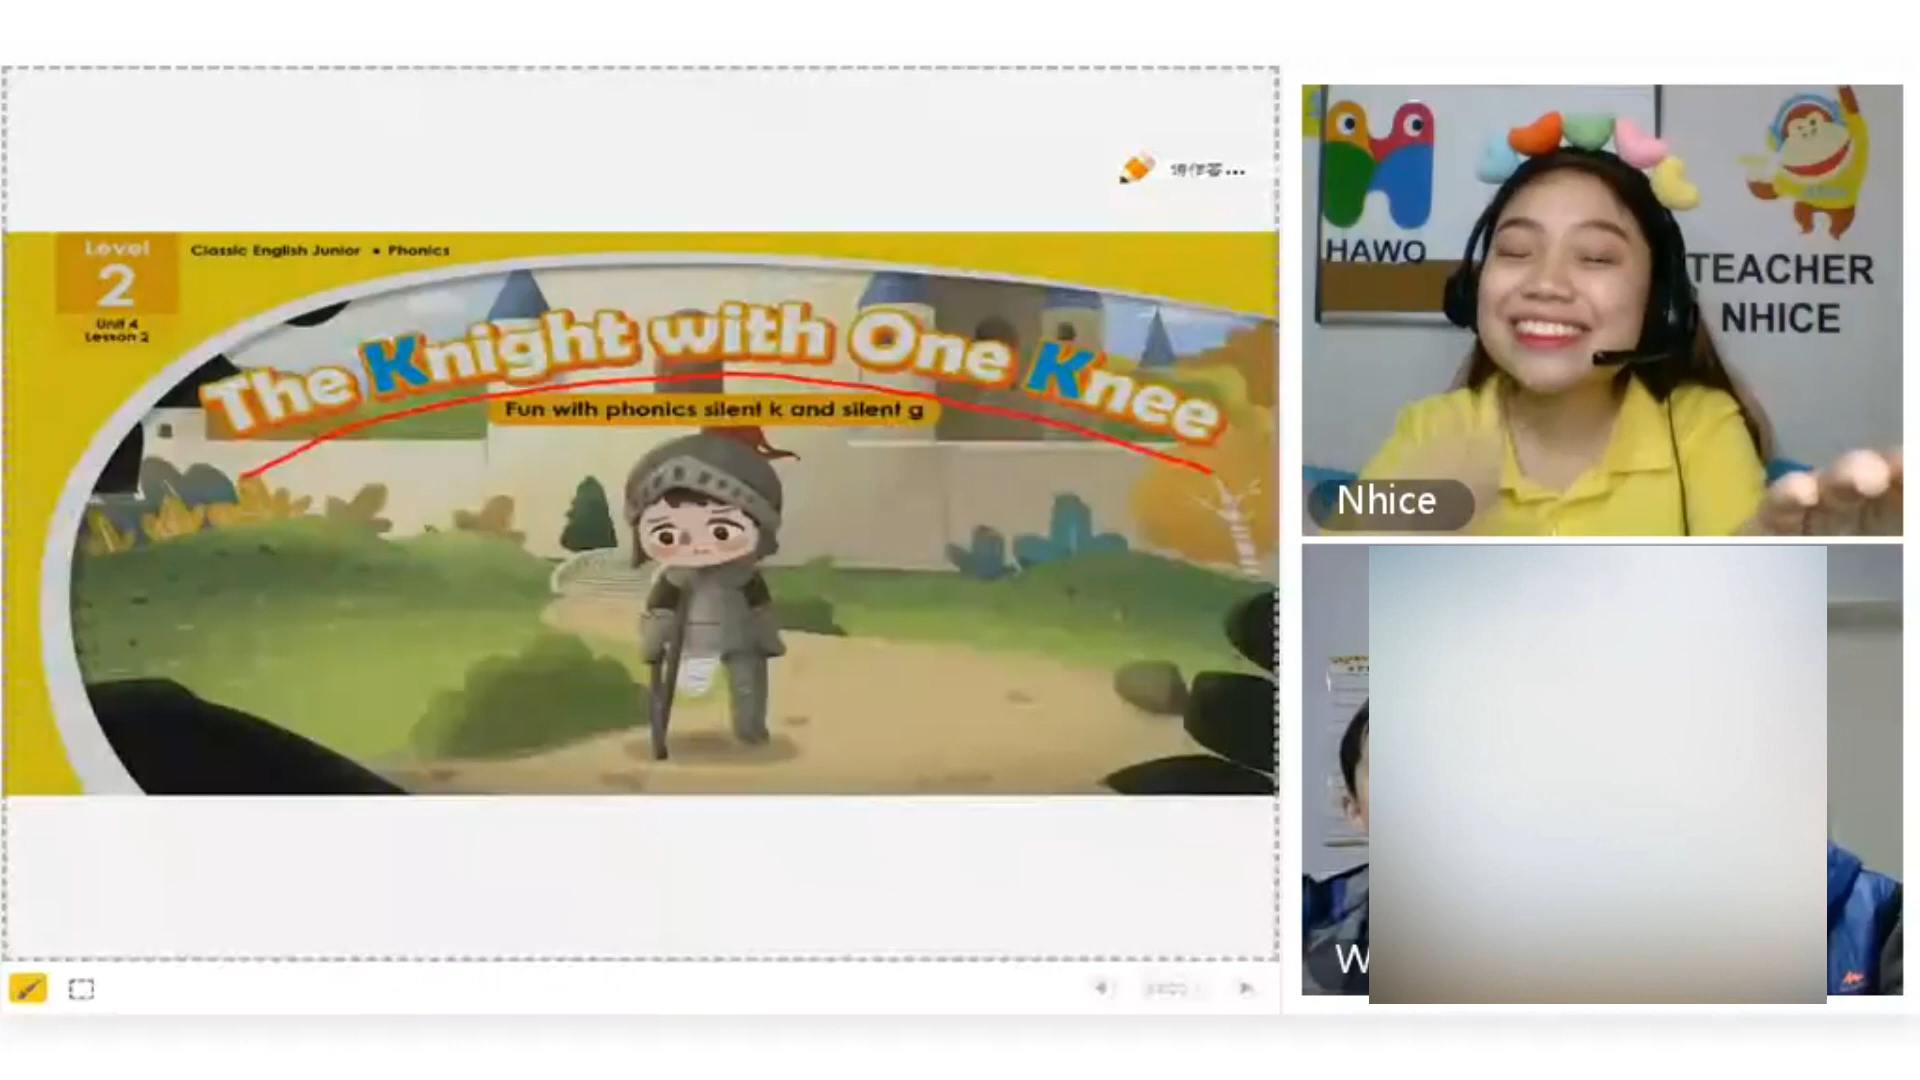 请作答...
Level
2
Unit 4
Lesson 2
Classic English Junior • Phonics
The Knight with One Knee
Fun with phonics silent k and silent g
HAWO
TEACHER
NHICE
Nhice
W